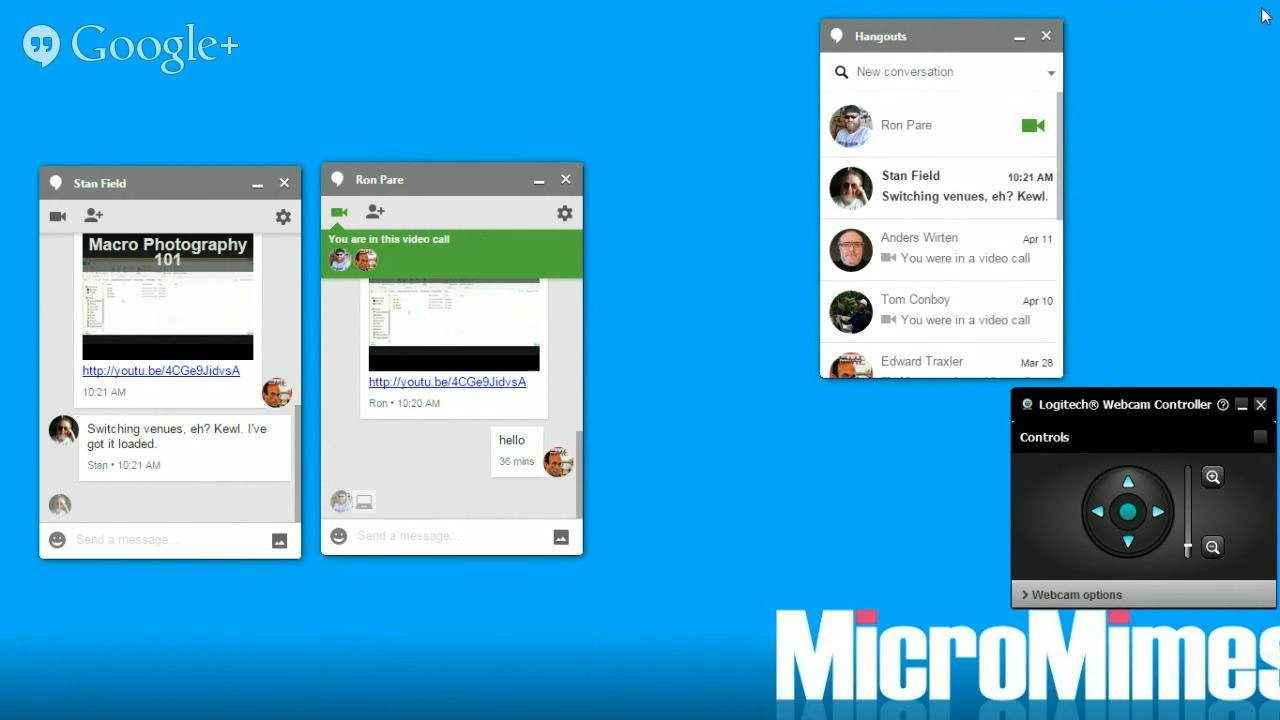 Google+
Stan Field
Macro Photography
101
http://youtu.be/4CGe9JidvsA
10:21 AM
Switching venues, eh? Kewl. I've
got it loaded.
Stan • 10:21 AM
Send a message...
Ron Pare
You are in this video call
http://youtu.be/4CGe9JidvsA
Ron • 10:20 AM
hello
36 mins
Send a message...
Hangouts
New conversation
Ron Pare
Stan Field
10:21 AM
Switching venues, eh? Kewl.
Anders Wirten
Apr 11
You were in a video call
Tom Conboy
Apr 10
You were in a video call
Edward Traxler
Mar 28
Logitech® Webcam Controller
Controls
Webcam options
MicroMimes